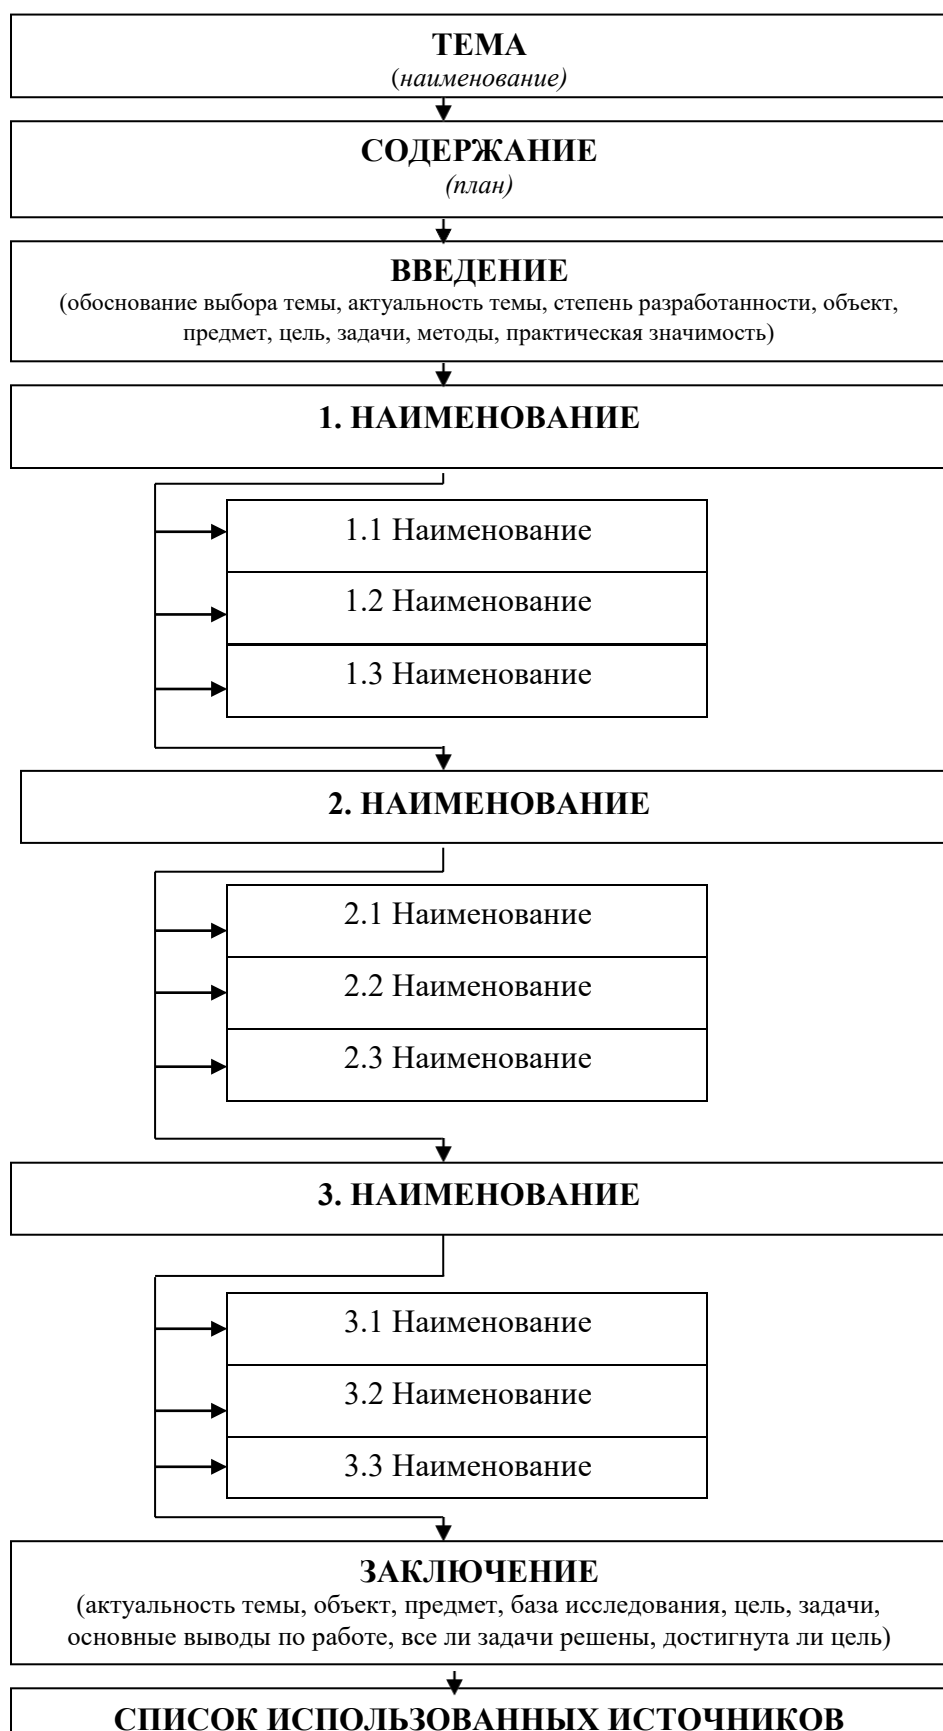 ТЕМА
(наименование)
СОДЕРЖАНИЕ
(план)
ВВЕДЕНИЕ
(обоснование выбора темы, актуальность темы, степень разработанности, объект,
предмет, цель, задачи, методы, практическая значимость)
1. НАИМЕНОВАНИЕ
1.1 Наименование
1.2 Наименование
1.3 Наименование
2. НАИМЕНОВАНИЕ
2.1 Наименование
2.2 Наименование
2.3 Наименование
3. НАИМЕНОВАНИЕ
3.1 Наименование
3.2 Наименование
3.3 Наименование
ЗАКЛЮЧЕНИЕ
(актуальность темы, объект, предмет, база исследования, цель, задачи,
основные выводы по работе, все ли задачи решены, достигнута ли цель)
СПИСОК ИСПОЛЬЗОВАННЫХ ИСТОЧНИКОВ